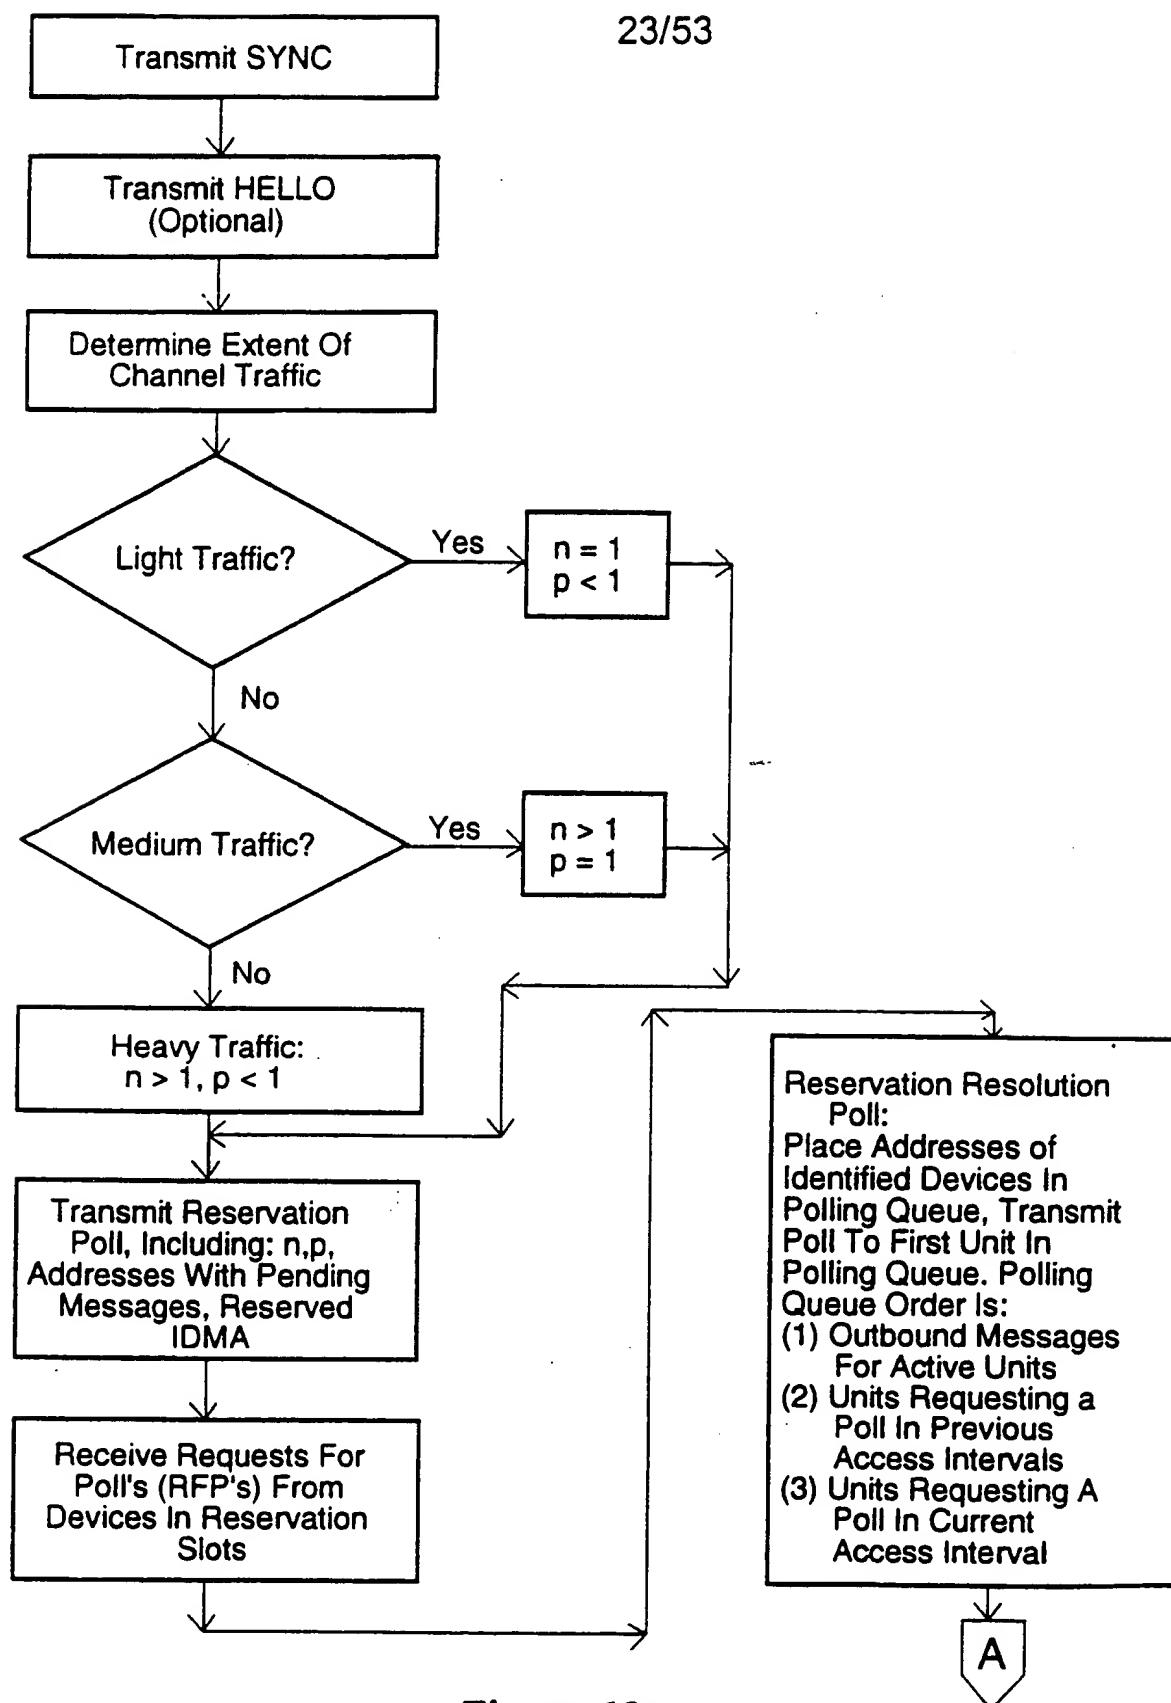 23/53
Transmit SYNC
Transmit HELLO
(Optional)
Determine Extent Of
Channel Traffic
Light Traffic?
Yes
n = 1
p < 1
No
Medium Traffic?
Yes
n > 1
p = 1
No
Heavy Traffic:
n > 1, p < 1
Transmit Reservation
Poll, Including: n,p,
Addresses With Pending
Messages, Reserved
IDMA
Receive Requests For
Poll's (RFP's) From
Devices In Reservation
Slots
Reservation Resolution
Poll:
Place Addresses of
Identified Devices In
Polling Queue, Transmit
Poll To First Unit In
Polling Queue. Polling
Queue Order Is:
(1) Outbound Messages
For Active Units
(2) Units Requesting a
Poll In Previous
Access Intervals
(3) Units Requesting A
Poll In Current
Access Interval
A